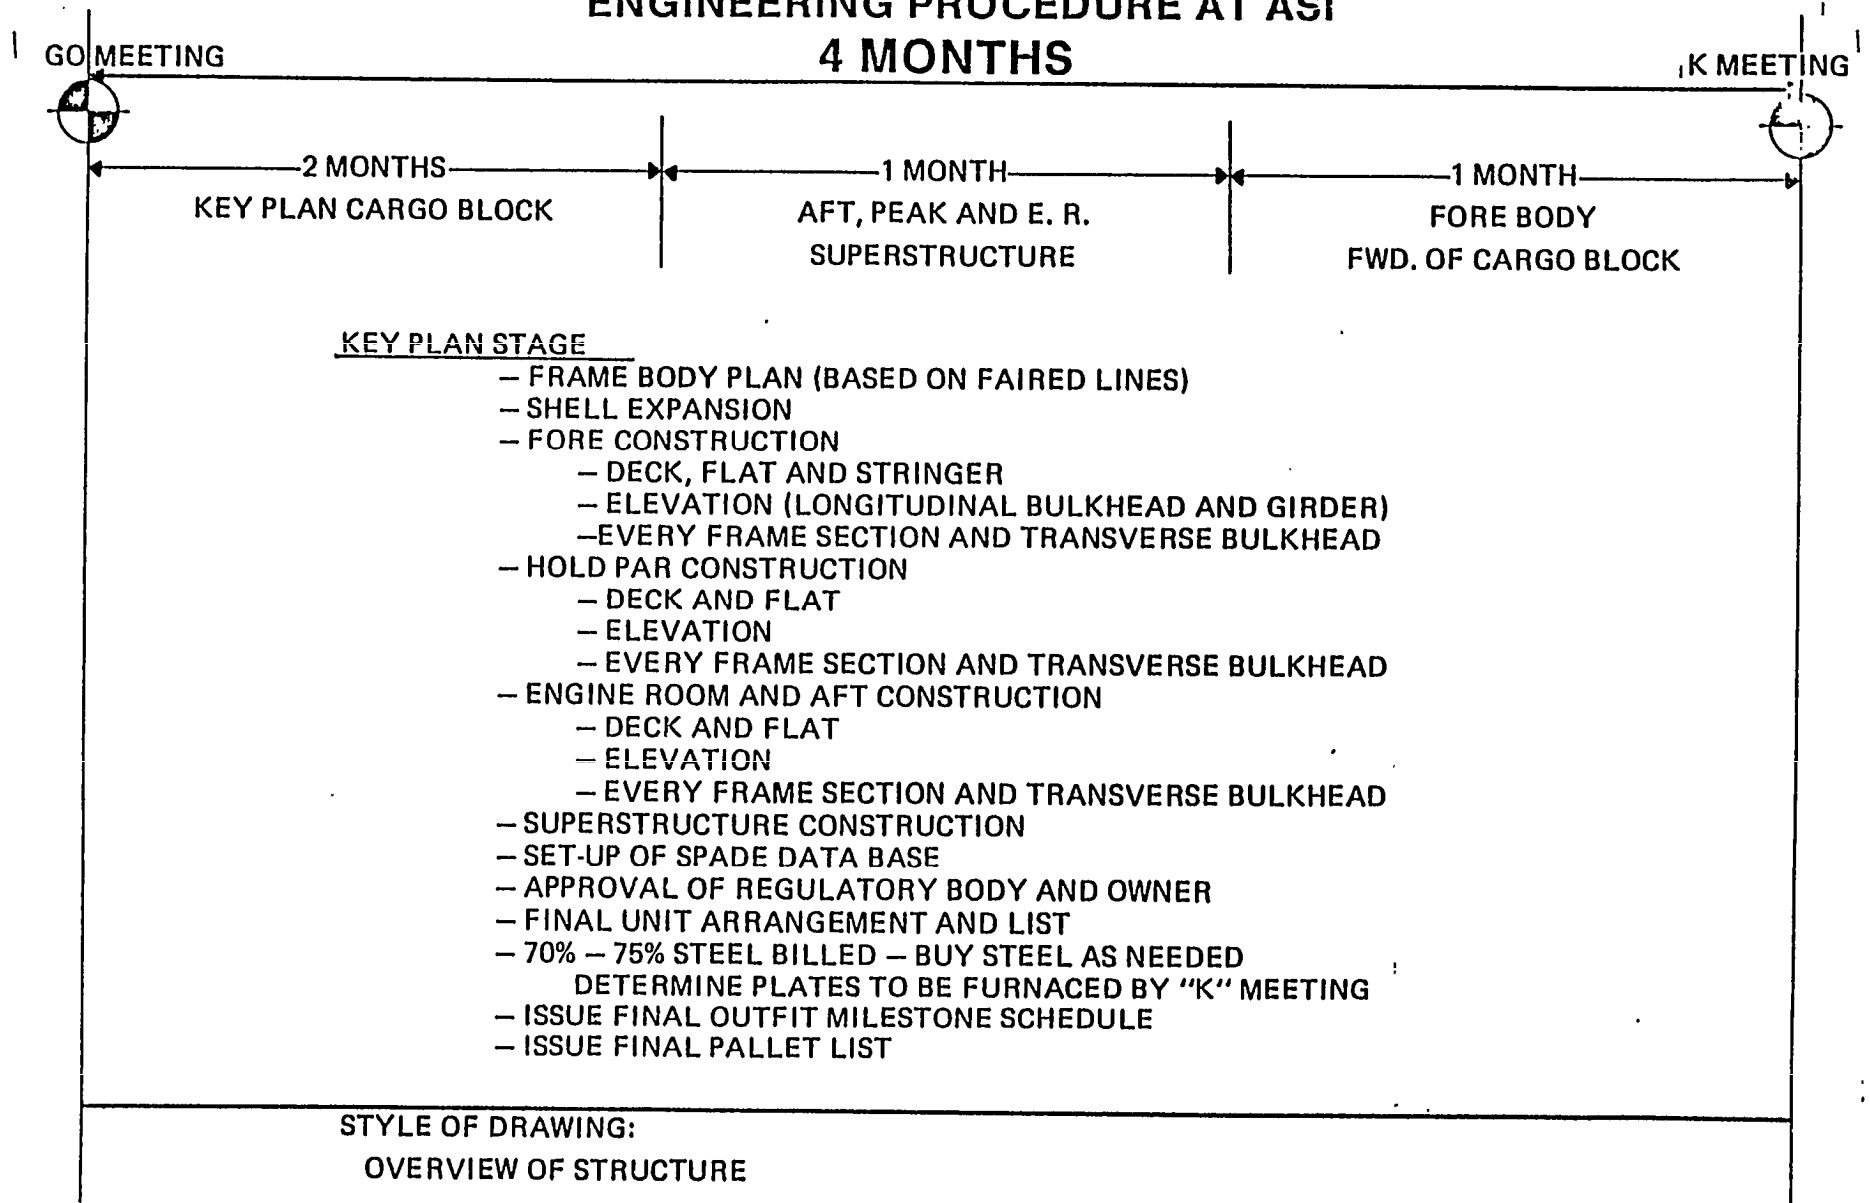 ENGINEERING PROCEDURE AT ASI
4 MONTHS
GO MEETING
K MEETING
2 MONTHS
KEY PLAN CARGO BLOCK
1 MONTH
AFT, PEAK AND E. R.
SUPERSTRUCTURE
1 MONTH
FORE BODY
FWD. OF CARGO BLOCK
KEY PLAN STAGE
– FRAME BODY PLAN (BASED ON FAIRED LINES)
– SHELL EXPANSION
– FORE CONSTRUCTION
– DECK, FLAT AND STRINGER
– ELEVATION (LONGITUDINAL BULKHEAD AND GIRDER)
–EVERY FRAME SECTION AND TRANSVERSE BULKHEAD
– HOLD PAR CONSTRUCTION
– DECK AND FLAT
– ELEVATION
– EVERY FRAME SECTION AND TRANSVERSE BULKHEAD
– ENGINE ROOM AND AFT CONSTRUCTION
– DECK AND FLAT
– ELEVATION
– EVERY FRAME SECTION AND TRANSVERSE BULKHEAD
– SUPERSTRUCTURE CONSTRUCTION
– SET-UP OF SPADE DATA BASE
– APPROVAL OF REGULATORY BODY AND OWNER
– FINAL UNIT ARRANGEMENT AND LIST
– 70% – 75% STEEL BILLED – BUY STEEL AS NEEDED
DETERMINE PLATES TO BE FURNACED BY "K" MEETING
– ISSUE FINAL OUTFIT MILESTONE SCHEDULE
– ISSUE FINAL PALLET LIST
STYLE OF DRAWING:
OVERVIEW OF STRUCTURE